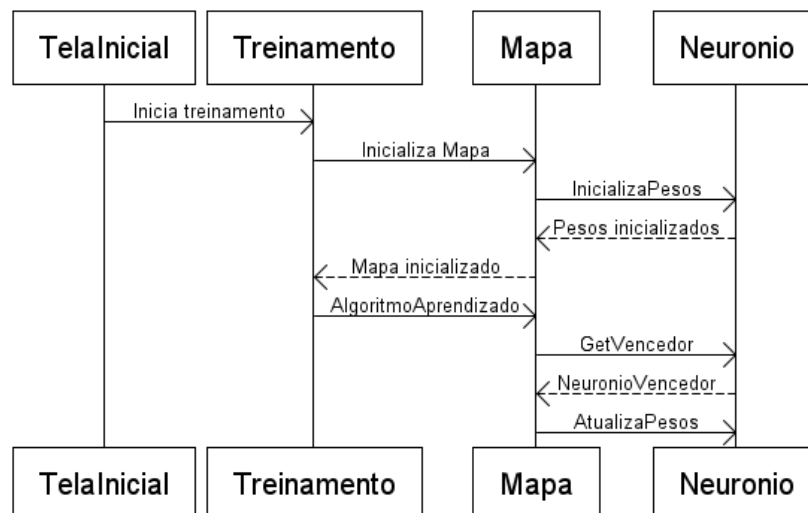 TelaInicial Treinamento Mapa Neuronio
Inicia treinamento
Inicializa Mapa
InicializaPesos
Pesos inicializados
Mapa inicializado
AlgoritmoAprendizado
GetVencedor
NeuronioVencedor
AtualizaPesos
TelaInicial Treinamento Mapa Neuronio